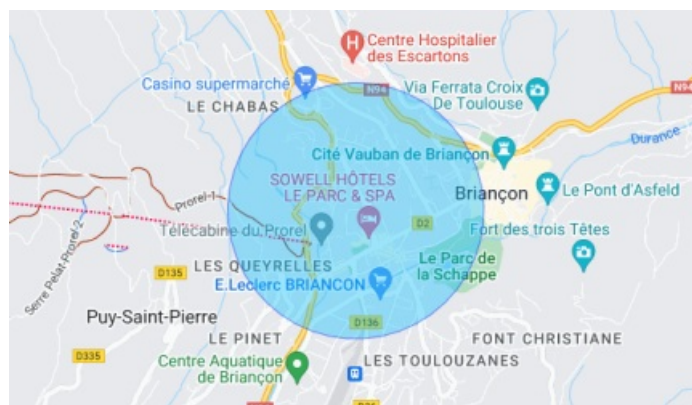 Centre Hospitalier
des Escartons
Casino supermarché
LE CHABAS
N94
Via Ferrata Croix
De Toulouse
N94
Durance
Cité Vauban de Briançon
SOWELL HÔTELS
LE PARC & SPA
Briançon
Le Pont d'Asfeld
Prorel-1
Télécabine du Prorel
D2
Fort des trois Têtes
Serre Pelat-Prorel-2
D135
LES QUEYRELLES
Le Parc de
la Schappe
E.Leclerc BRIANCON
Puy-Saint-Pierre
D136
LE PINET
FONT CHRISTIANE
D335
Centre Aquatique
de Briançon
LES TOULOUZANES
D36